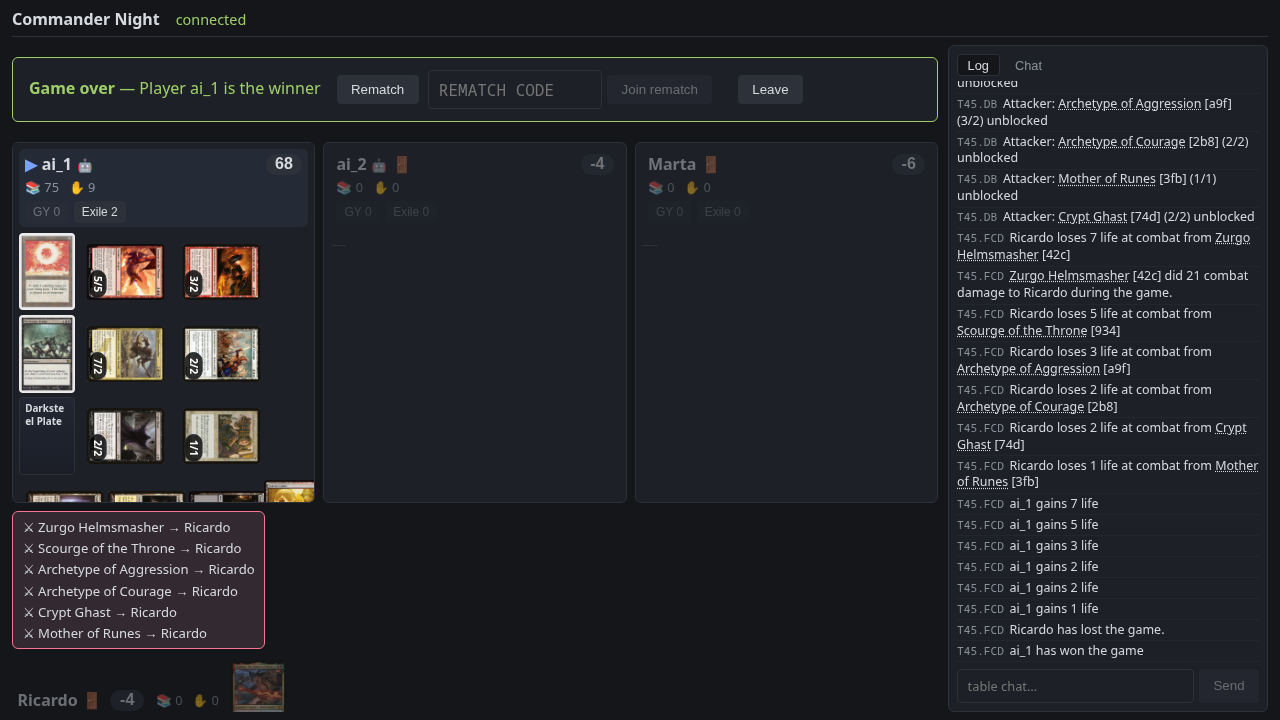 Commander Night connected
Game over — Player ai_1 is the winner Rematch REMATCH CODE Join rematch Leave
ai_1 68
75 9
GY 0 Exile 2
5/5 3/2
7/2 2/2
Darkste
el Plate
2/2 1/1
ai_2 -4
0 0
GY 0 Exile 0
—
Marta -6
0 0
GY 0 Exile 0
—
⚔ Zurgo Helmsmasher → Ricardo
⚔ Scourge of the Throne → Ricardo
⚔ Archetype of Aggression → Ricardo
⚔ Archetype of Courage → Ricardo
⚔ Crypt Ghast → Ricardo
⚔ Mother of Runes → Ricardo
Ricardo -4 0 0
Log Chat
unblocked
T45.DB Attacker: Archetype of Aggression [a9f]
(3/2) unblocked
T45.DB Attacker: Archetype of Courage [2b8] (2/2)
unblocked
T45.DB Attacker: Mother of Runes [3fb] (1/1)
unblocked
T45.DB Attacker: Crypt Ghast [74d] (2/2) unblocked
T45.FCD Ricardo loses 7 life at combat from Zurgo
Helmsmasher [42c]
T45.FCD Zurgo Helmsmasher [42c] did 21 combat
damage to Ricardo during the game.
T45.FCD Ricardo loses 5 life at combat from
Scourge of the Throne [934]
T45.FCD Ricardo loses 3 life at combat from
Archetype of Aggression [a9f]
T45.FCD Ricardo loses 2 life at combat from
Archetype of Courage [2b8]
T45.FCD Ricardo loses 2 life at combat from Crypt
Ghast [74d]
T45.FCD Ricardo loses 1 life at combat from Mother
of Runes [3fb]
T45.FCD ai_1 gains 7 life
T45.FCD ai_1 gains 5 life
T45.FCD ai_1 gains 3 life
T45.FCD ai_1 gains 2 life
T45.FCD ai_1 gains 2 life
T45.FCD ai_1 gains 1 life
T45.FCD Ricardo has lost the game.
T45.FCD ai_1 has won the game
table chat… Send